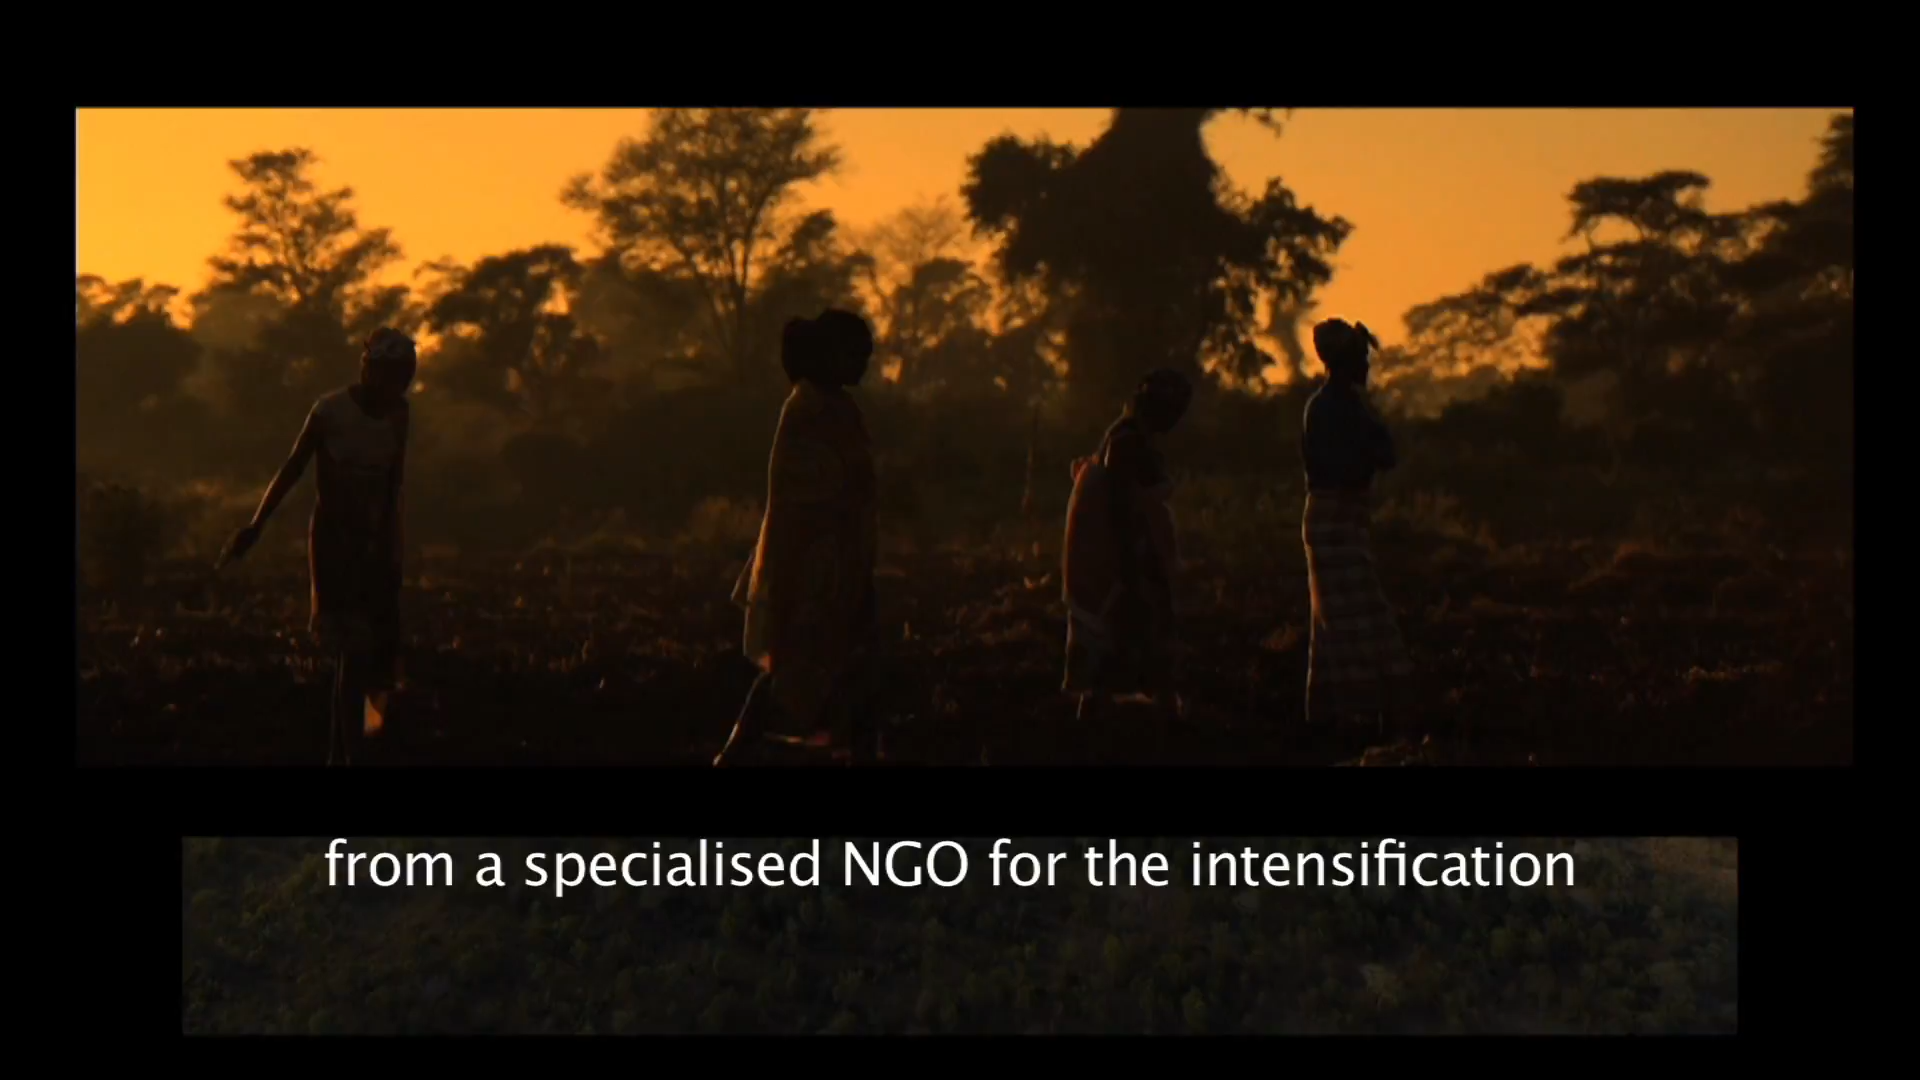 from a specialised NGO for the intensification